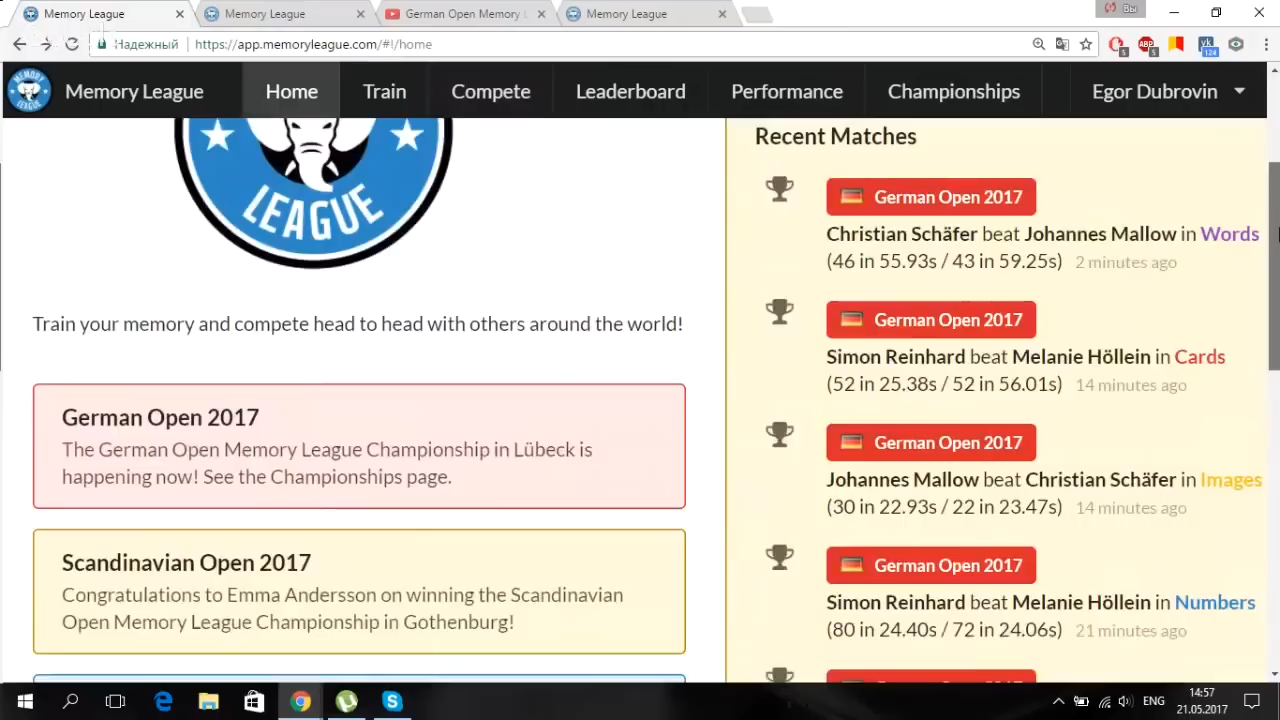 Memory League
Memory League
German Open Memory L
Memory League
Вы
Надежный
https://app.memoryleague.com/#!/home
ABP
5
5
124
MEMORY
Memory League
Home
Train
Compete
Leaderboard
Performance
Championships
Egor Dubrovin
LEAGUE
Train your memory and compete head to head with others around the world!
German Open 2017
The German Open Memory League Championship in Lübeck is
happening now! See the Championships page.
Scandinavian Open 2017
Congratulations to Emma Andersson on winning the Scandinavian
Open Memory League Championship in Gothenburg!
Recent Matches
German Open 2017
Christian Schäfer beat Johannes Mallow in Words
(46 in 55.93s / 43 in 59.25s) 2 minutes ago
German Open 2017
Simon Reinhard beat Melanie Höllein in Cards
(52 in 25.38s / 52 in 56.01s) 14 minutes ago
German Open 2017
Johannes Mallow beat Christian Schäfer in Images
(30 in 22.93s / 22 in 23.47s) 14 minutes ago
German Open 2017
Simon Reinhard beat Melanie Höllein in Numbers
(80 in 24.40s / 72 in 24.06s) 21 minutes ago
ENG
14:57
21.05.2017